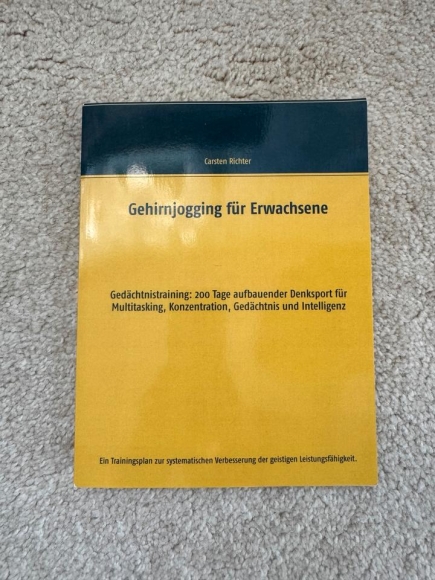 Carsten Richter
Gehirnjogging für Erwachsene
Gedächtnistraining: 200 Tage aufbauender Denksport für
Multitasking, Konzentration, Gedächtnis und Intelligenz
Ein Trainingsplan zur systematischen Verbesserung der geistigen Leistungsfähigkeit.